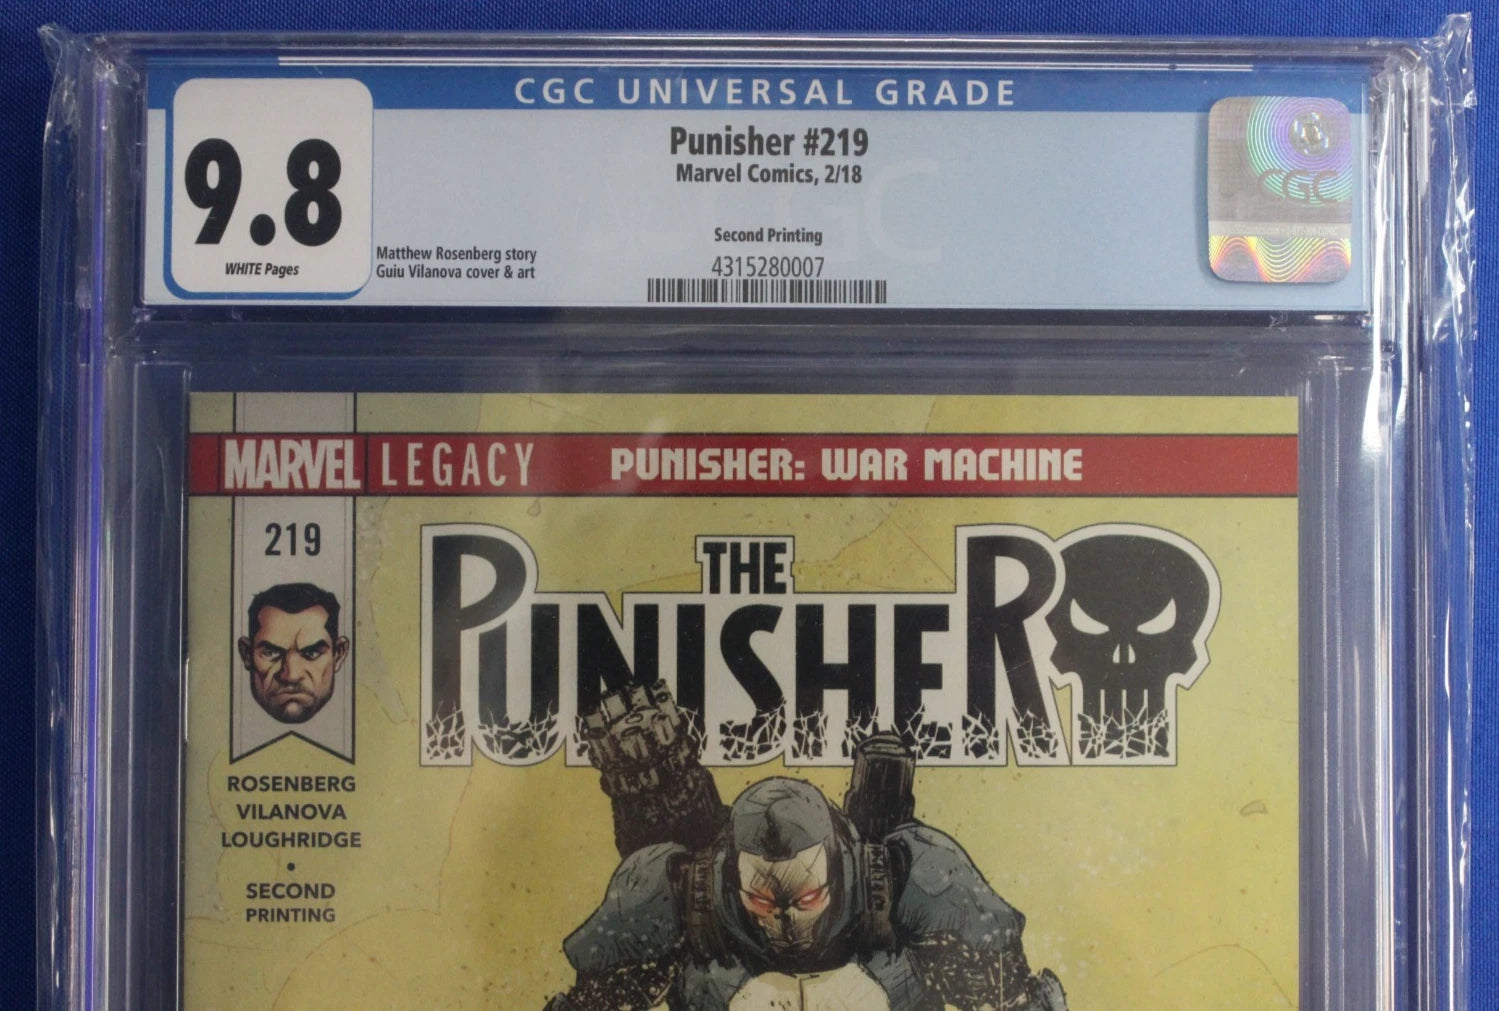 CGC UNIVERSAL GRADE
9.8
WHITE Pages
Punisher #219
Marvel Comics, 2/18
Second Printing
Matthew Rosenberg story
Guiu Vilanova cover & art
4315280007
CGC
MARVEL LEGACY PUNISHER: WAR MACHINE
219
THE
PUNISHER
ROSENBERG
VILANOVA
LOUGHRIDGE
•
SECOND
PRINTING